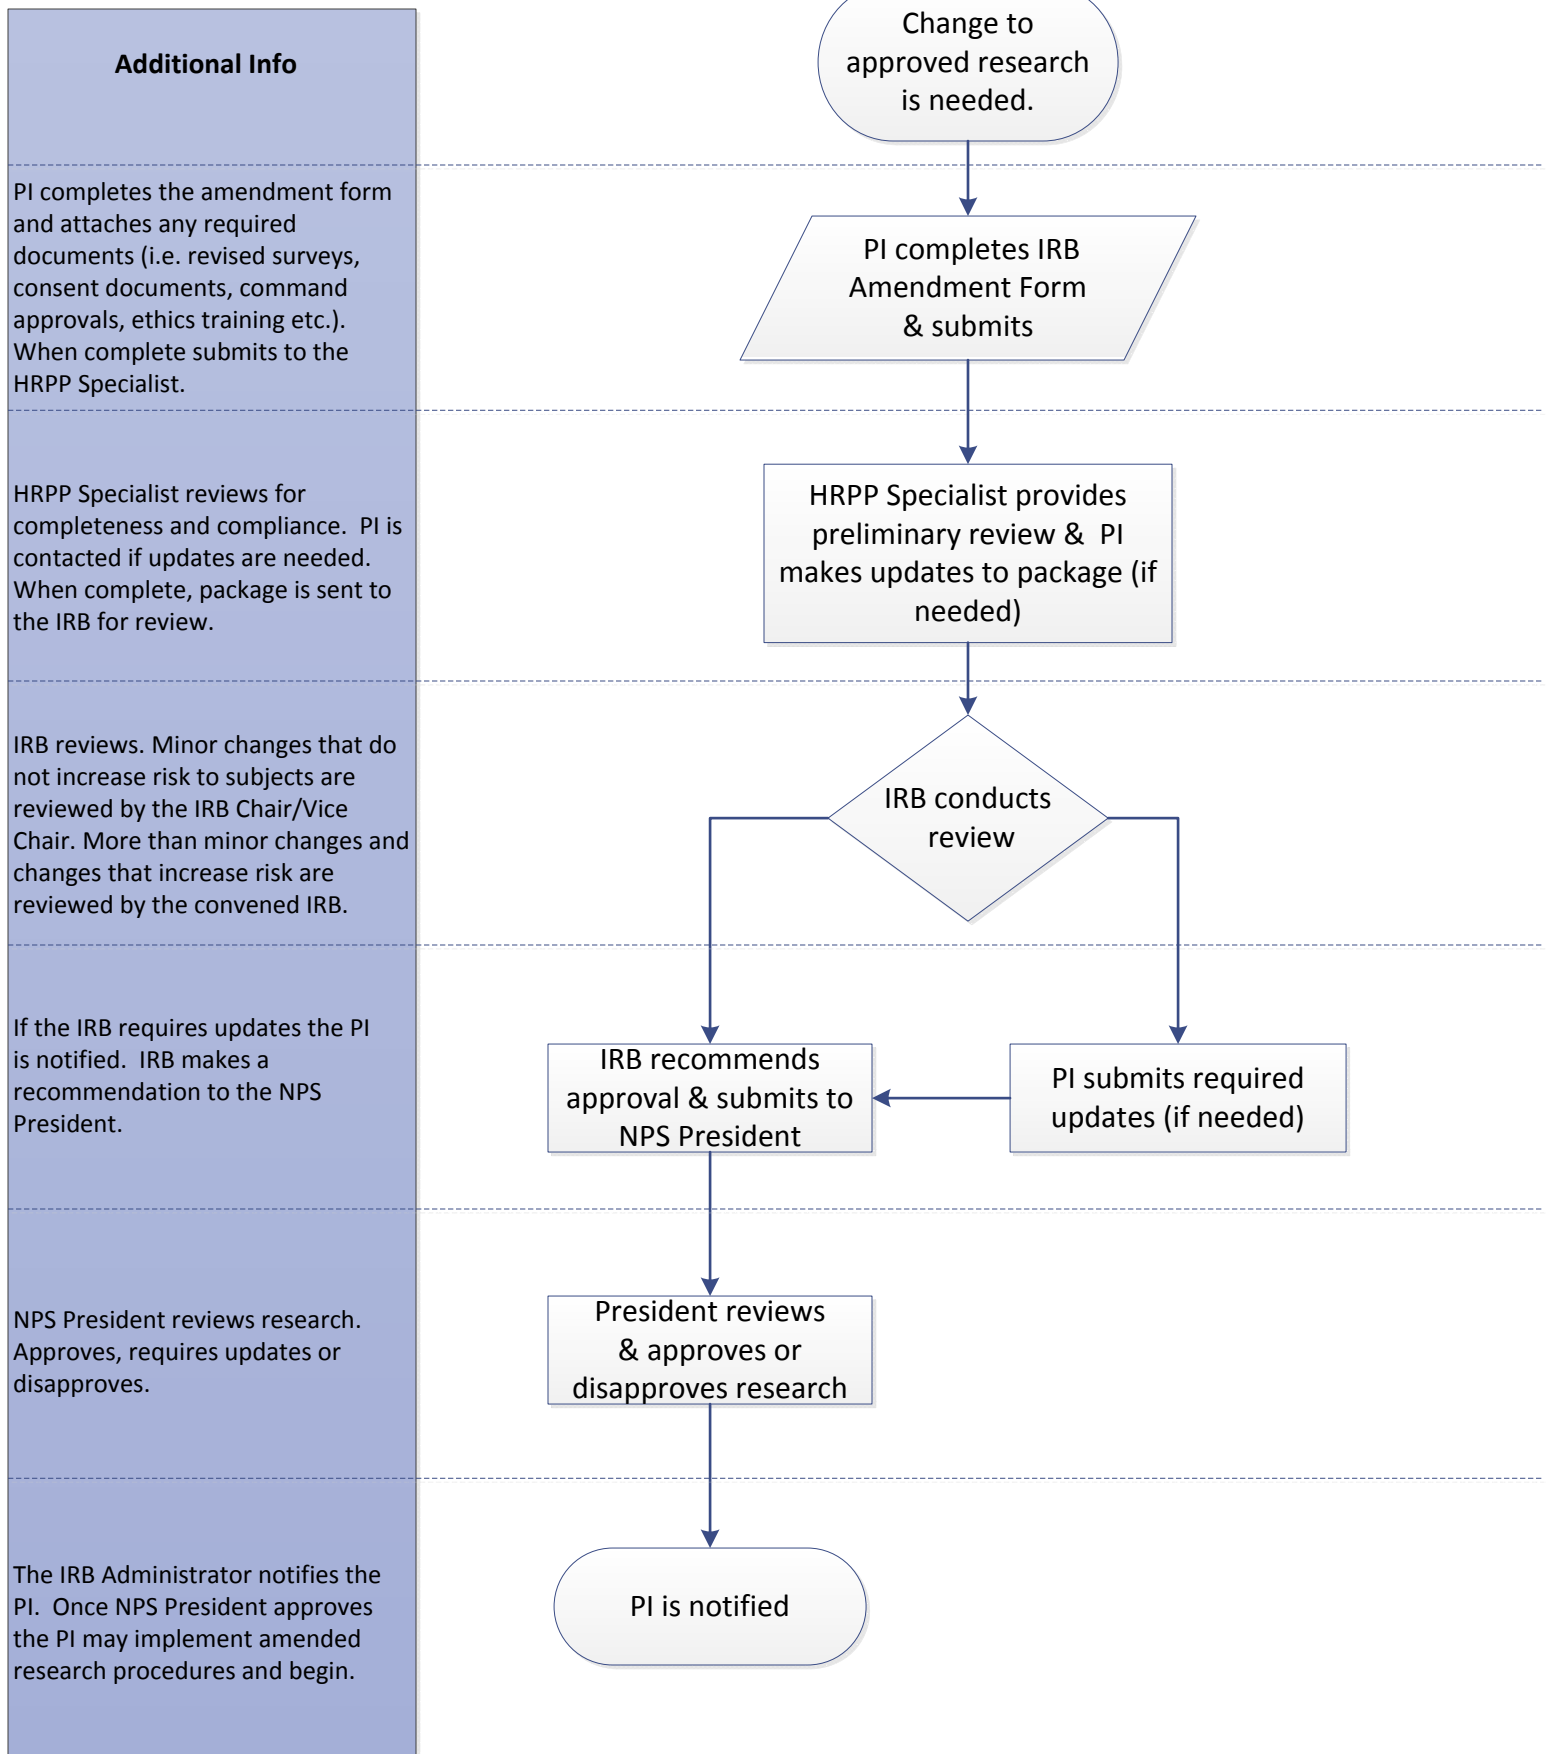 Additional Info
Change to
approved research
is needed.
PI completes the amendment form
and attaches any required
documents (i.e. revised surveys,
consent documents, command
approvals, ethics training etc.).
When complete submits to the
HRPP Specialist.
PI completes IRB
Amendment Form
& submits
HRPP Specialist reviews for
completeness and compliance.  PI is
contacted if updates are needed.
When complete, package is sent to
the IRB for review.
HRPP Specialist provides
preliminary review &  PI
makes updates to package (if
needed)
IRB reviews. Minor changes that do
not increase risk to subjects are
reviewed by the IRB Chair/Vice
Chair. More than minor changes and
changes that increase risk are
reviewed by the convened IRB.
IRB conducts
review
If the IRB requires updates the PI
is notified.  IRB makes a
recommendation to the NPS
President.
IRB recommends
approval & submits to
NPS President
PI submits required
updates (if needed)
NPS President reviews research.
Approves, requires updates or
disapproves.
President reviews
& approves or
disapproves research
The IRB Administrator notifies the
PI.  Once NPS President approves
the PI may implement amended
research procedures and begin.
PI is notified